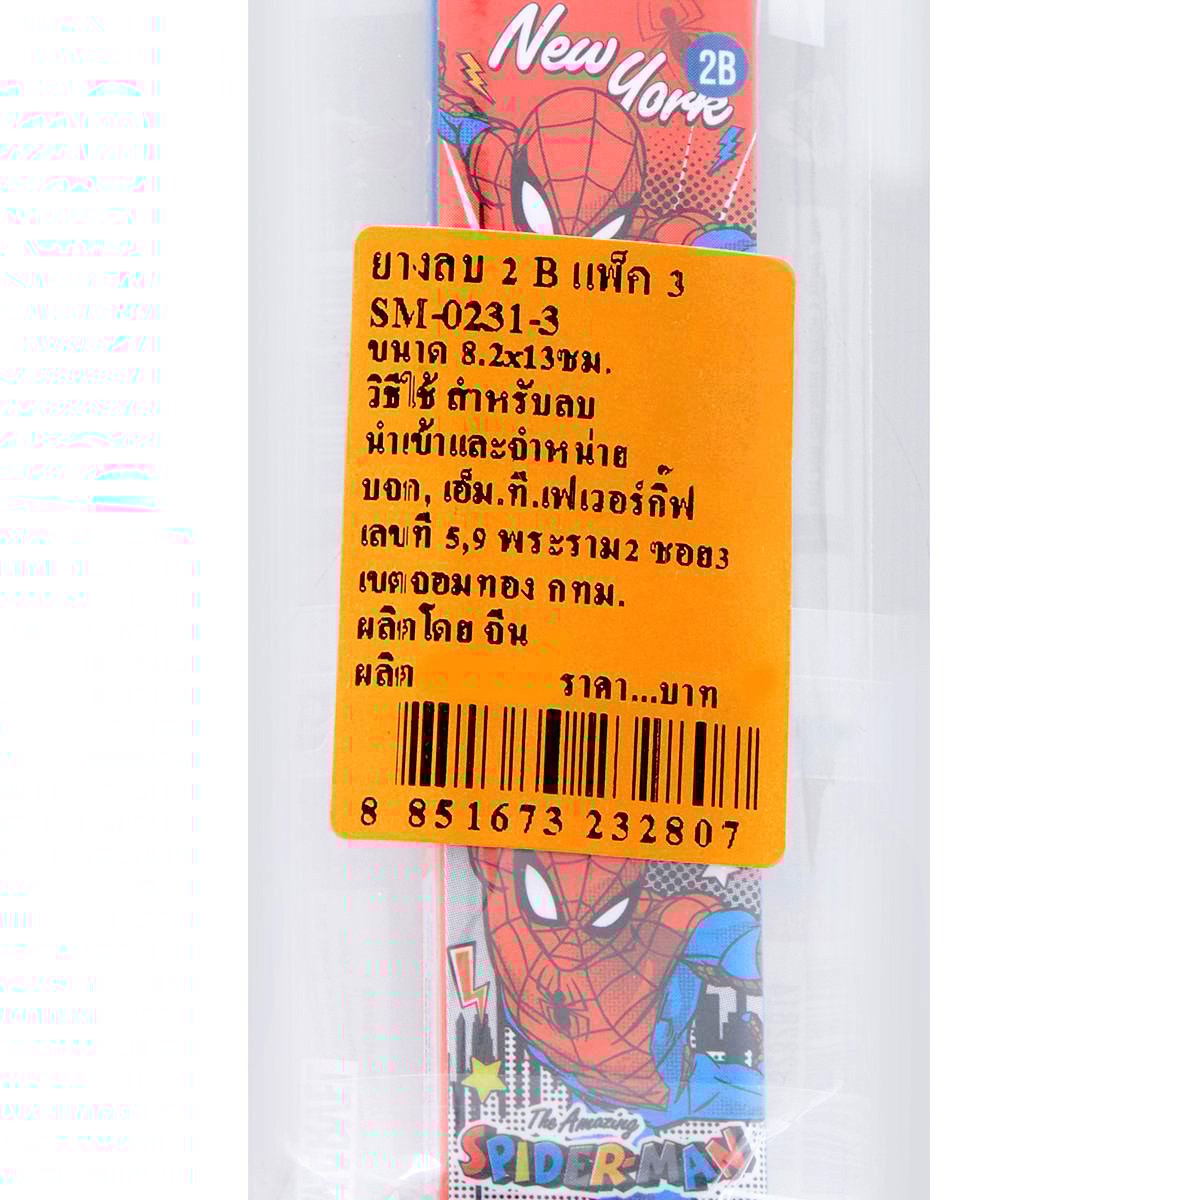 New York
2B
ยางลบ 2 B แพ็ค 3
SM-0231-3
ขนาด 8.2x13ซม.
วิธีใช้ สำหรับลบ
นำเข้าและจำหน่าย
บจก, เอ็ม.ที.เฟเวอร์กิ๊ฟ
เลขที่ 5,9 พระราม2 ซอย3
เขตจอมทอง กทม.
ผลิตโดย จีน
ผลิต ราคา...บาท
8 851673 232807
The Amazing
SPIDER-MAN